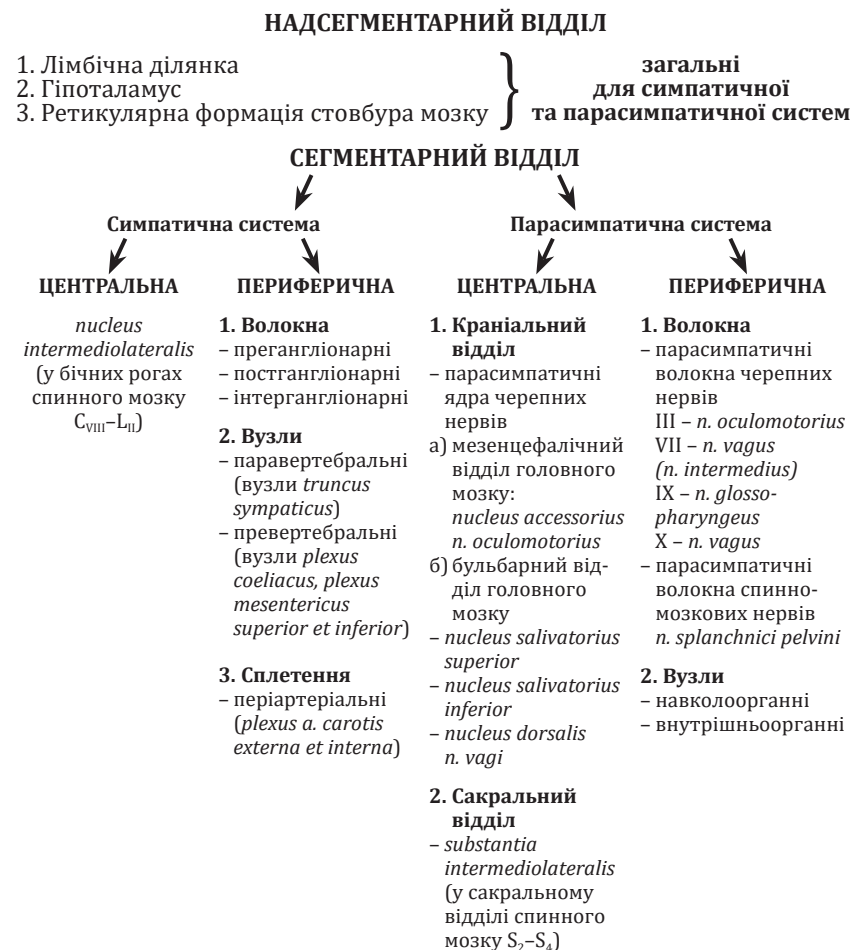 НАДСЕГМЕНТАРНИЙ ВІДДІЛ
1. Лімбічна ділянка
2. Гіпоталамус
3. Ретикулярна формація стовбура мозку
загальні
для симпатичної
та парасимпатичної систем
СЕГМЕНТАРНИЙ ВІДДІЛ
Симпатична система
Парасимпатична система
ЦЕНТРАЛЬНА
nucleus
intermediolateralis
(у бічних рогах
спинного мозку
CVIII–LII)
ПЕРИФЕРИЧНА
1. Волокна
– прегангліонарні
– постгангліонарні
– інтергангліонарні
2. Вузли
– паравертебральні
(вузли truncus
sympaticus)
– превертебральні
(вузли plexus
coeliacus, plexus
mesentericus
superior et inferior)
3. Сплетення
– періартеріальні
(plexus a. carotis
externa et interna)
ЦЕНТРАЛЬНА
1. Краніальний
відділ
– парасимпатичні
ядра черепних
нервів
а) мезенцефалічний
відділ головного
мозку:
nucleus accessorius
n. oculomotorius
б) бульбарний від-
діл головного
мозку
– nucleus salivatorius
superior
– nucleus salivatorius
inferior
– nucleus dorsalis
n. vagi
2. Сакральний
відділ
– substantia
intermediolateralis
(у сакральному
відділі спинного
мозку S2–S4)
ПЕРИФЕРИЧНА
1. Волокна
– парасимпатичні
волокна черепних
нервів
III – n. oculomotorius
VII – n. vagus
(n. intermedius)
IX – n. glosso-
pharyngeus
X – n. vagus
– парасимпатичні
волокна спинно-
мозкових нервів
n. splanchnici pelvini
2. Вузли
– навколоорганні
– внутрішньоорганні